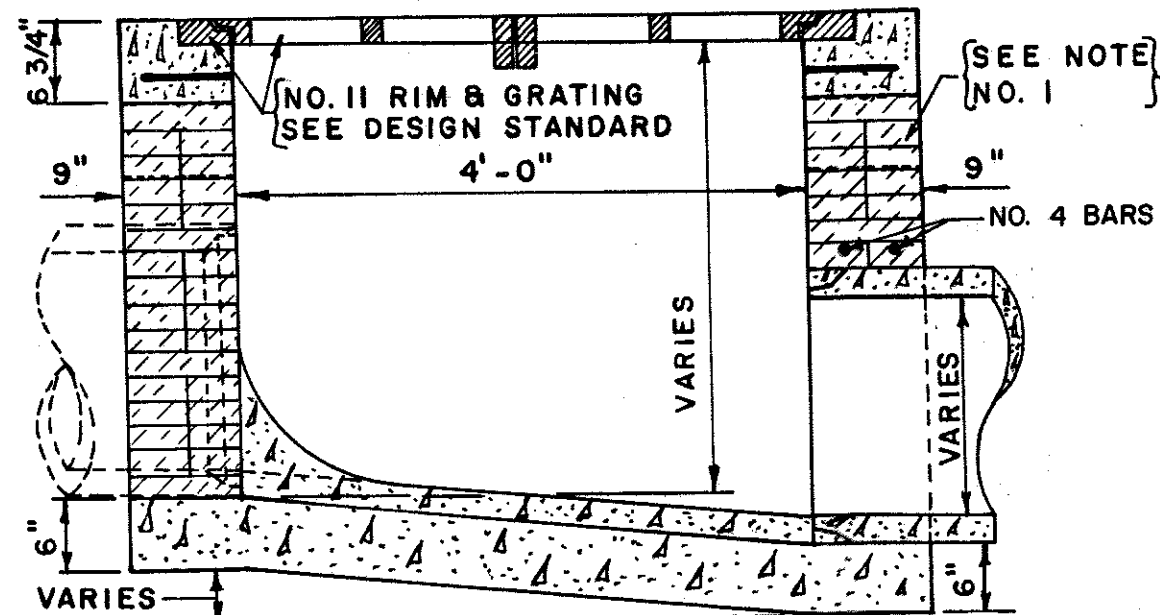 6 3/4"
NO. 11 RIM & GRATING
SEE DESIGN STANDARD
SEE NOTE
NO. 1
9"
4'-0"
9"
NO. 4 BARS
VARIES
VARIES
6"
6"
VARIES